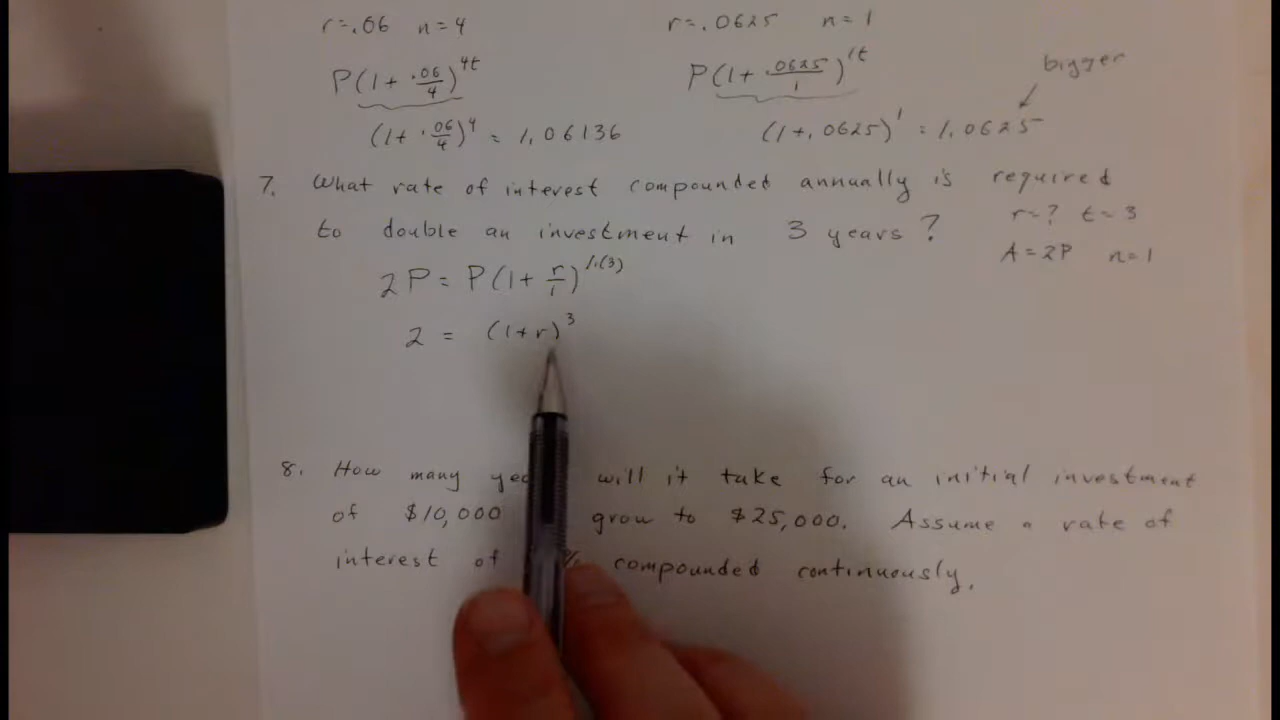 r=.06 n=4 r=.0625 n=1
P(1+.06/4)^4t P(1+.0625/1)^1t bigger
(1+.06/4)^4 = 1.06136 (1+.0625)^1 = 1.0625
7. What rate of interest compounded annually is required
to double an investment in 3 years? r=? t=3
A=2P n=1
2P = P(1+r/1)^1.(3)
2 = (1+r)^3
8. How many will it take for an initial investment
of $10,000 grow to $25,000. Assume a rate of
interest of % compounded continuously.